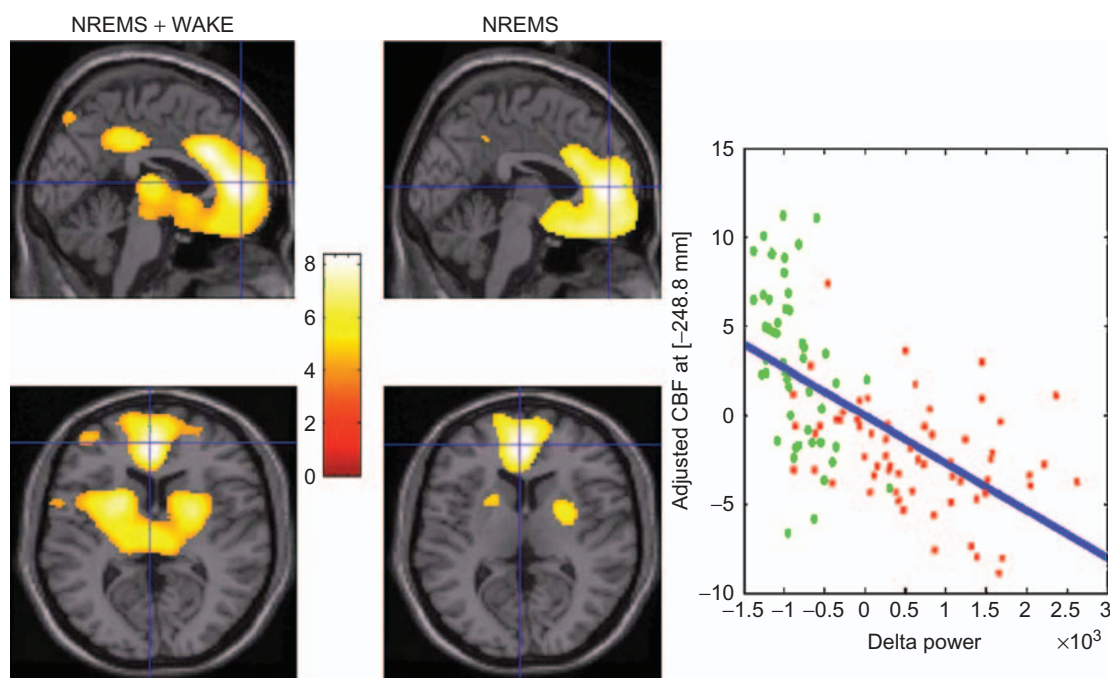 NREMS + WAKE
NREMS
8
6
4
2
0
Adjusted CBF at [−248.8 mm]
15
10
5
0
−5
−10
−1.5 −1 −0.5 0 0.5 1 1.5 2 2.5 3
Delta power
×10³